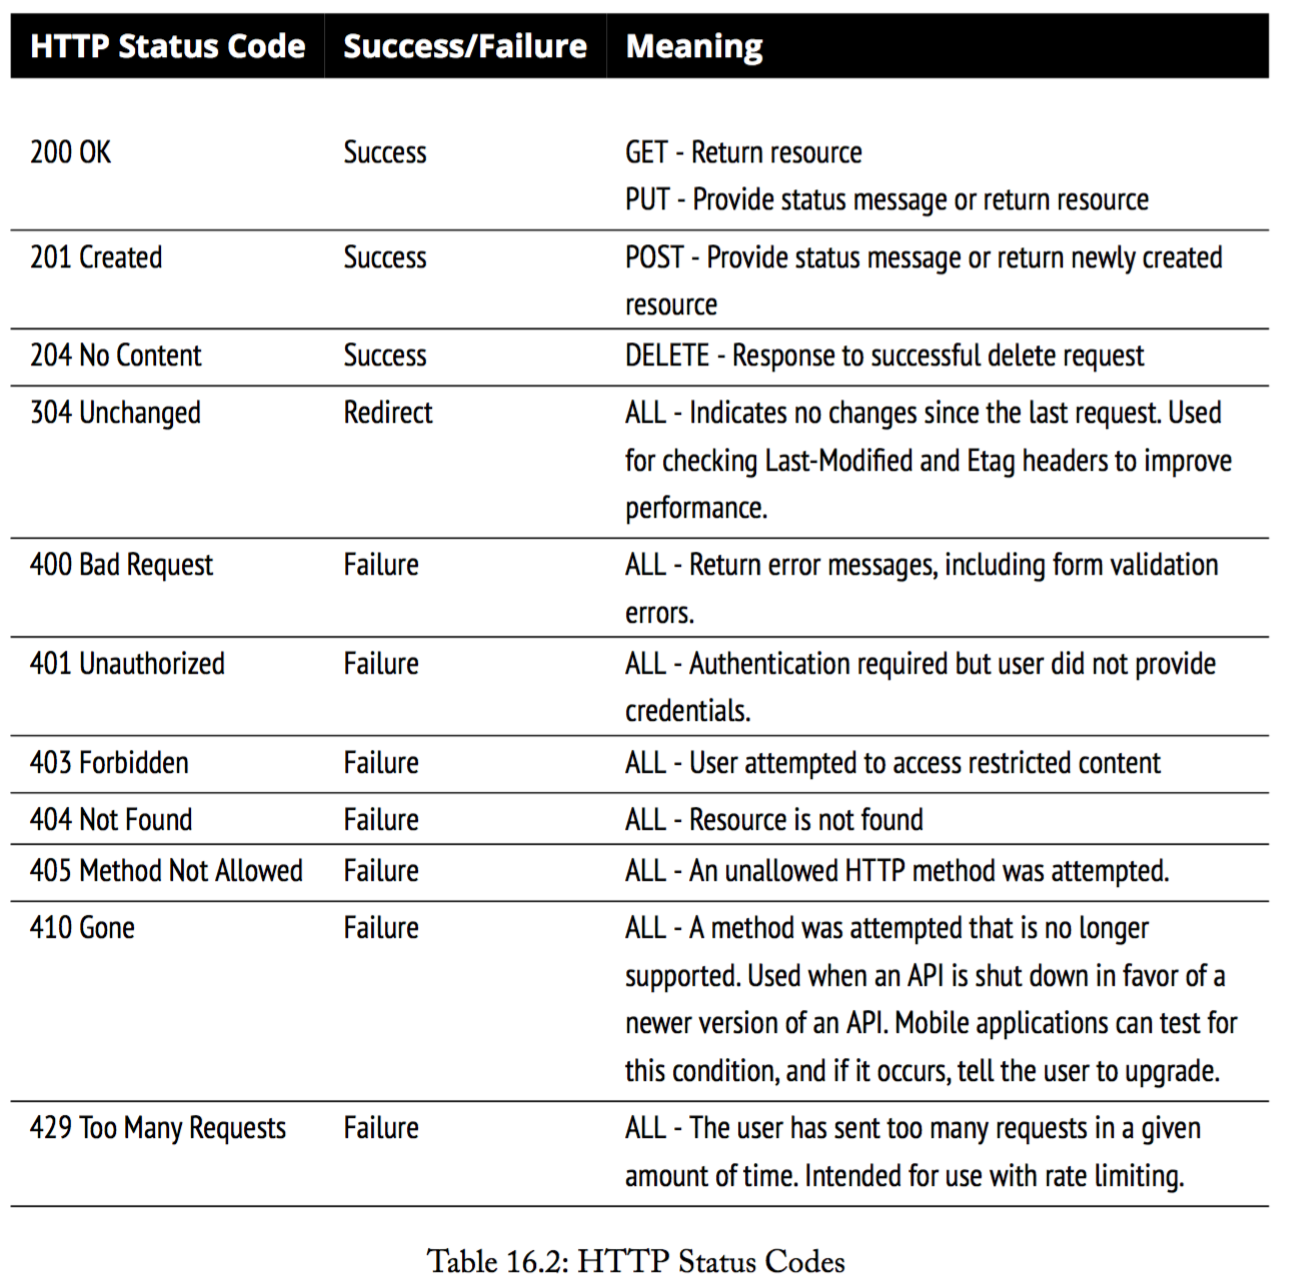 HTTP Status Code Success/Failure Meaning
200 OK Success GET - Return resource
PUT - Provide status message or return resource
201 Created Success POST - Provide status message or return newly created
resource
204 No Content Success DELETE - Response to successful delete request
304 Unchanged Redirect ALL - Indicates no changes since the last request. Used
for checking Last-Modified and Etag headers to improve
performance.
400 Bad Request Failure ALL - Return error messages, including form validation
errors.
401 Unauthorized Failure ALL - Authentication required but user did not provide
credentials.
403 Forbidden Failure ALL - User attempted to access restricted content
404 Not Found Failure ALL - Resource is not found
405 Method Not Allowed Failure ALL - An unallowed HTTP method was attempted.
410 Gone Failure ALL - A method was attempted that is no longer
supported. Used when an API is shut down in favor of a
newer version of an API. Mobile applications can test for
this condition, and if it occurs, tell the user to upgrade.
429 Too Many Requests Failure ALL - The user has sent too many requests in a given
amount of time. Intended for use with rate limiting.
Table 16.2: HTTP Status Codes